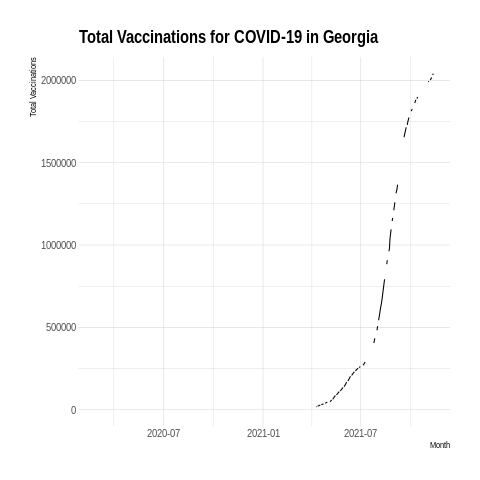 Total Vaccinations for COVID-19 in Georgia
Total Vaccinations
2000000
1500000
1000000
500000
0
2020-07
2021-01
2021-07
Month